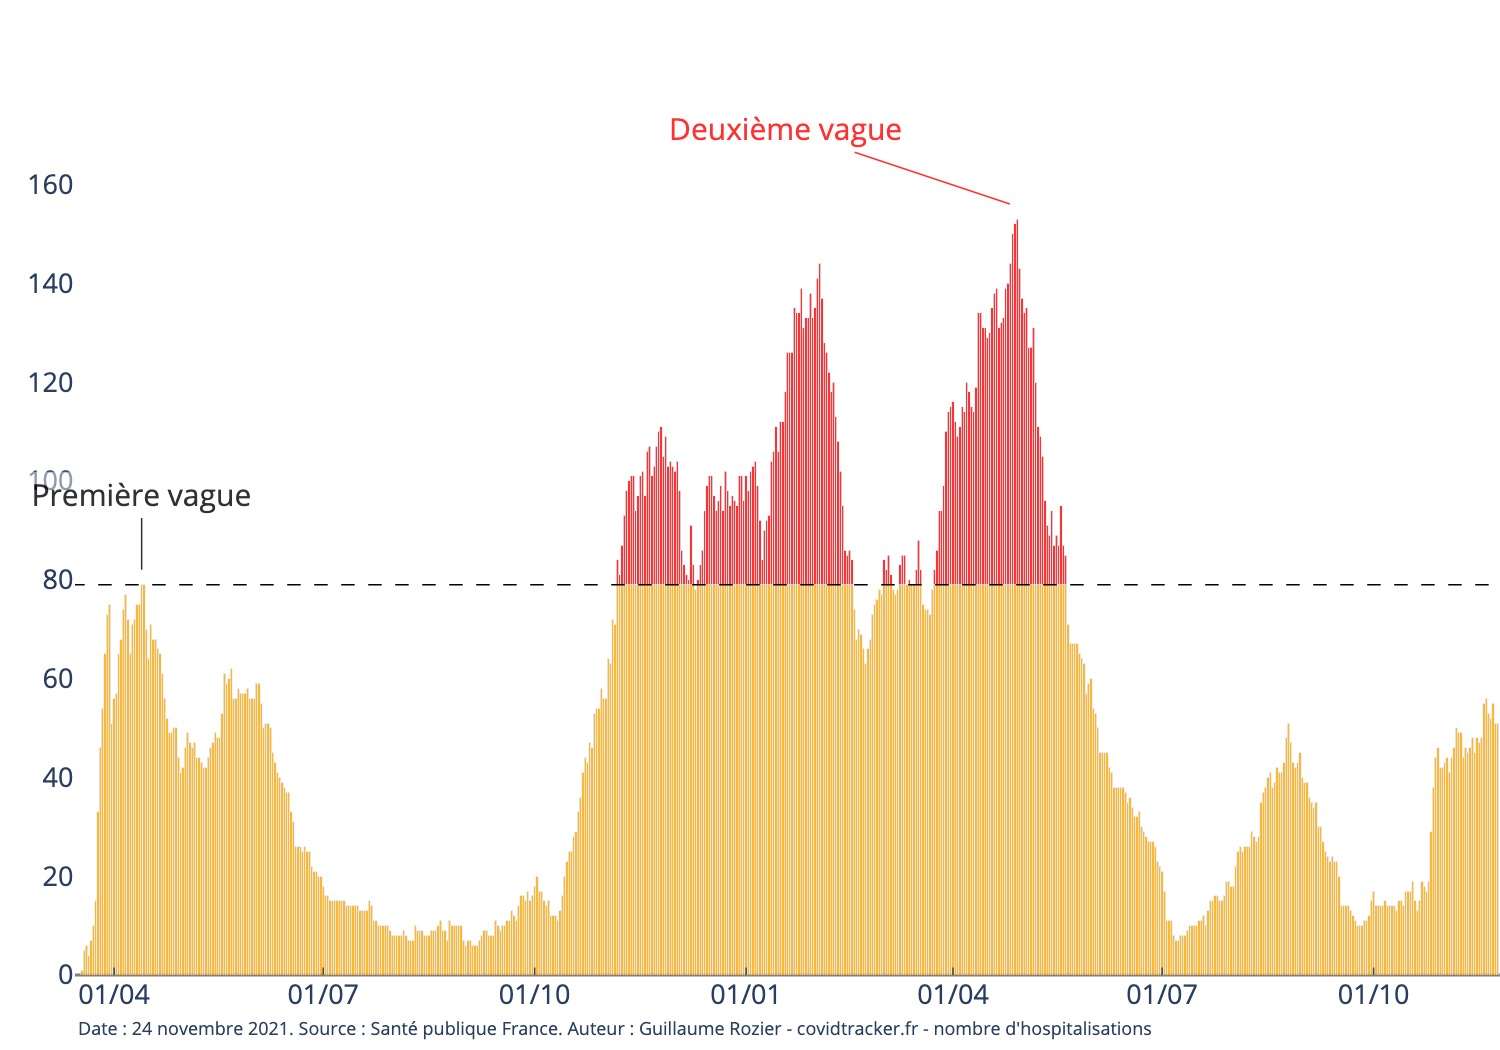 Deuxième vague
160
140
120
100
Première vague
80
60
40
20
0
01/04 01/07 01/10 01/01 01/04 01/07 01/10
Date : 24 novembre 2021. Source : Santé publique France. Auteur : Guillaume Rozier - covidtracker.fr - nombre d'hospitalisations